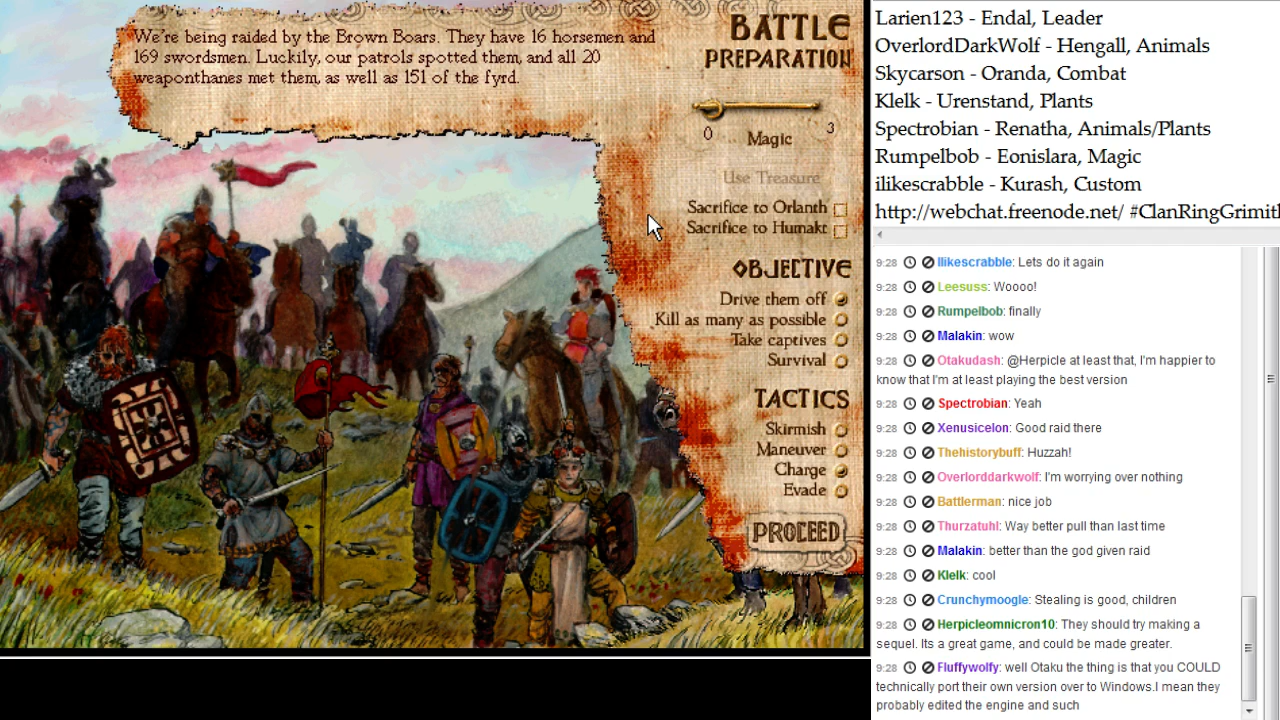 We're being raided by the Brown Boars. They have 16 horsemen and
169 swordsmen. Luckily, our patrols spotted them, and all 20
weaponthanes met them, as well as 151 of the fyrd.
BATTLE
PREPARATION
0 3
Magic
Use Treasure
Sacrifice to Orlanth
Sacrifice to Humakt
OBJECTIVE
Drive them off
Kill as many as possible
Take captives
Survival
TACTICS
Skirmish
Maneuver
Charge
Evade
PROCEED
Larien123 - Endal, Leader
OverlordDarkWolf - Hengall, Animals
Skycarson - Oranda, Combat
Klelk - Urenstand, Plants
Spectrobian - Renatha, Animals/Plants
Rumpelbob - Eonislara, Magic
ilikescrabble - Kurash, Custom
http://webchat.freenode.net/ #ClanRingGrimith
9:28 Ilikescrabble: Lets do it again
9:28 Leesuss: Woooo!
9:28 Rumpelbob: finally
9:28 Malakin: wow
9:28 Otakudash: @Herpicle at least that, I'm happier to
know that I'm at least playing the best version
9:28 Spectrobian: Yeah
9:28 Xenusicelon: Good raid there
9:28 Thehistorybuff: Huzzah!
9:28 Overlorddarkwolf: I'm worrying over nothing
9:28 Battlerman: nice job
9:28 Thurzatuhl: Way better pull than last time
9:28 Malakin: better than the god given raid
9:28 Klelk: cool
9:28 Crunchymoogle: Stealing is good, children
9:28 Herpicleomnicron10: They should try making a
sequel. Its a great game, and could be made greater.
9:28 Fluffywolfy: well Otaku the thing is that you COULD
technically port their own version over to Windows.I mean they
probably edited the engine and such